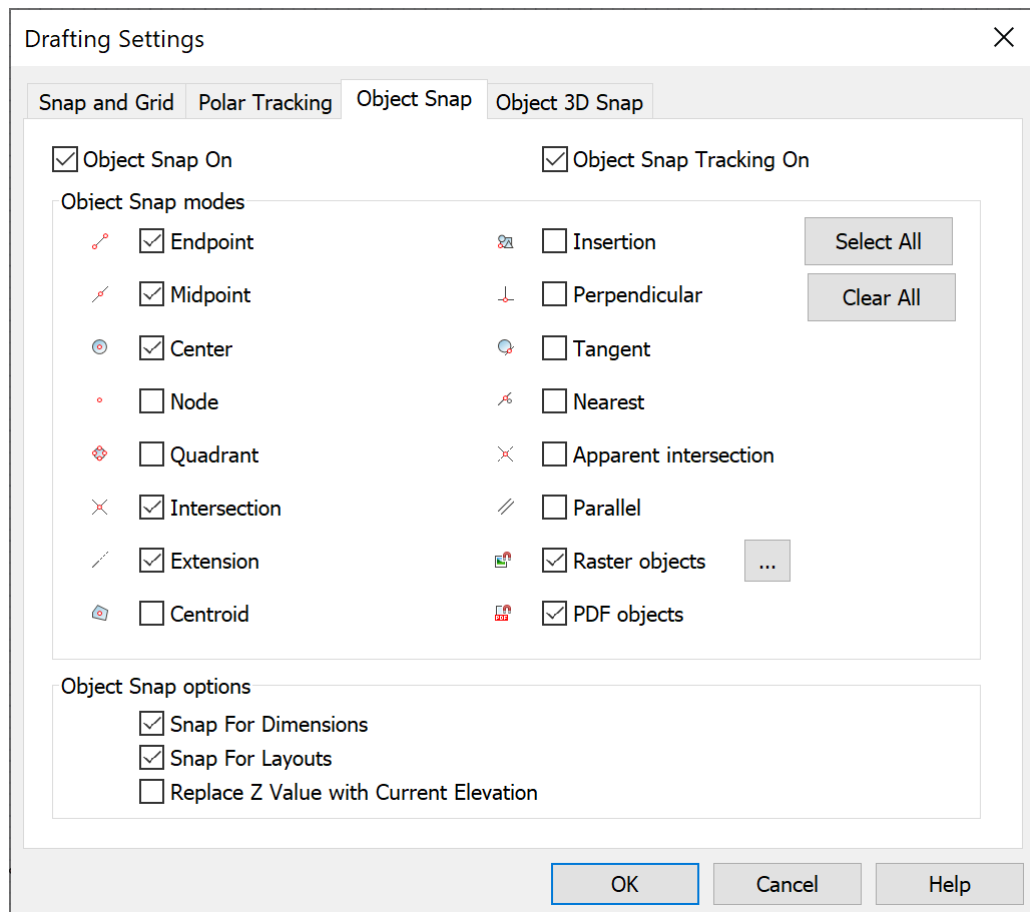 Drafting Settings
Snap and Grid Polar Tracking Object Snap Object 3D Snap
Object Snap On Object Snap Tracking On
Object Snap modes
Endpoint Insertion Select All
Midpoint Perpendicular Clear All
Center Tangent
Node Nearest
Quadrant Apparent intersection
Intersection Parallel
Extension Raster objects ...
Centroid PDF PDF objects
Object Snap options
Snap For Dimensions
Snap For Layouts
Replace Z Value with Current Elevation
OK Cancel Help